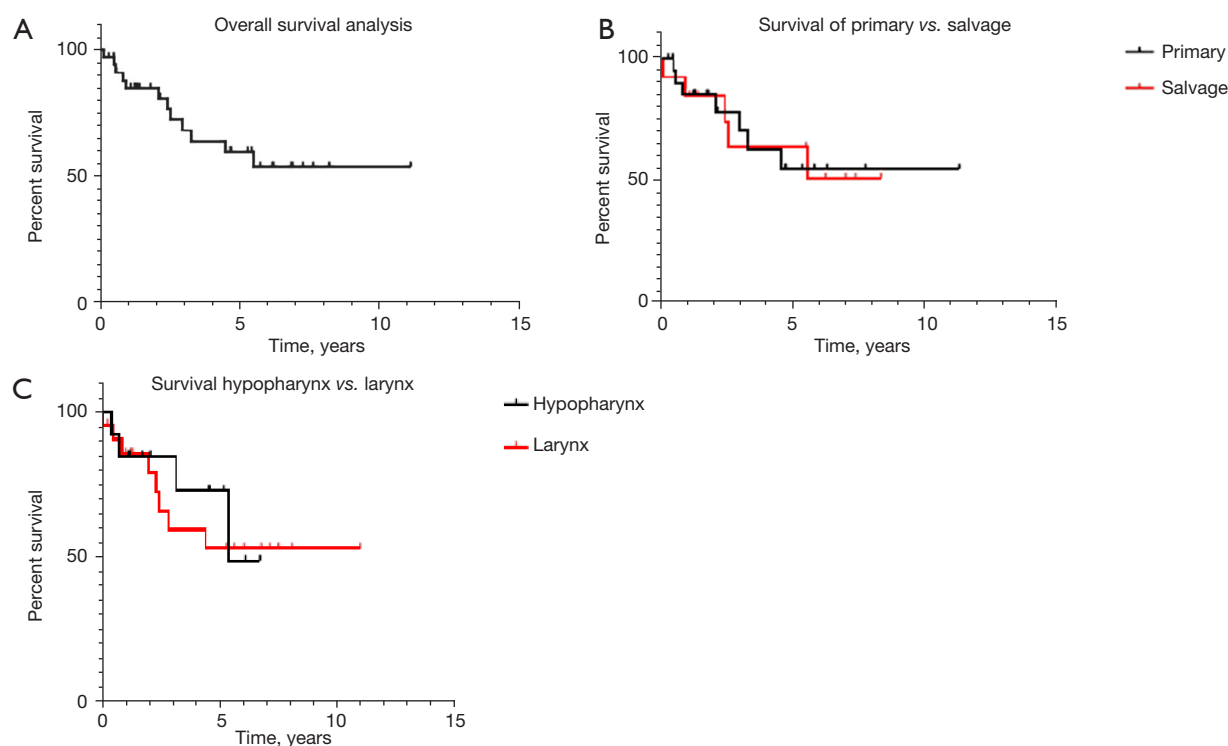 A
Overall survival analysis
Percent survival
100
50
0
0 5 10 15
Time, years
B
Survival of primary vs. salvage
Percent survival
100
50
0
0 5 10 15
Time, years
Primary
Salvage
C
Survival hypopharynx vs. larynx
Percent survival
100
50
0
0 5 10 15
Time, years
Hypopharynx
Larynx